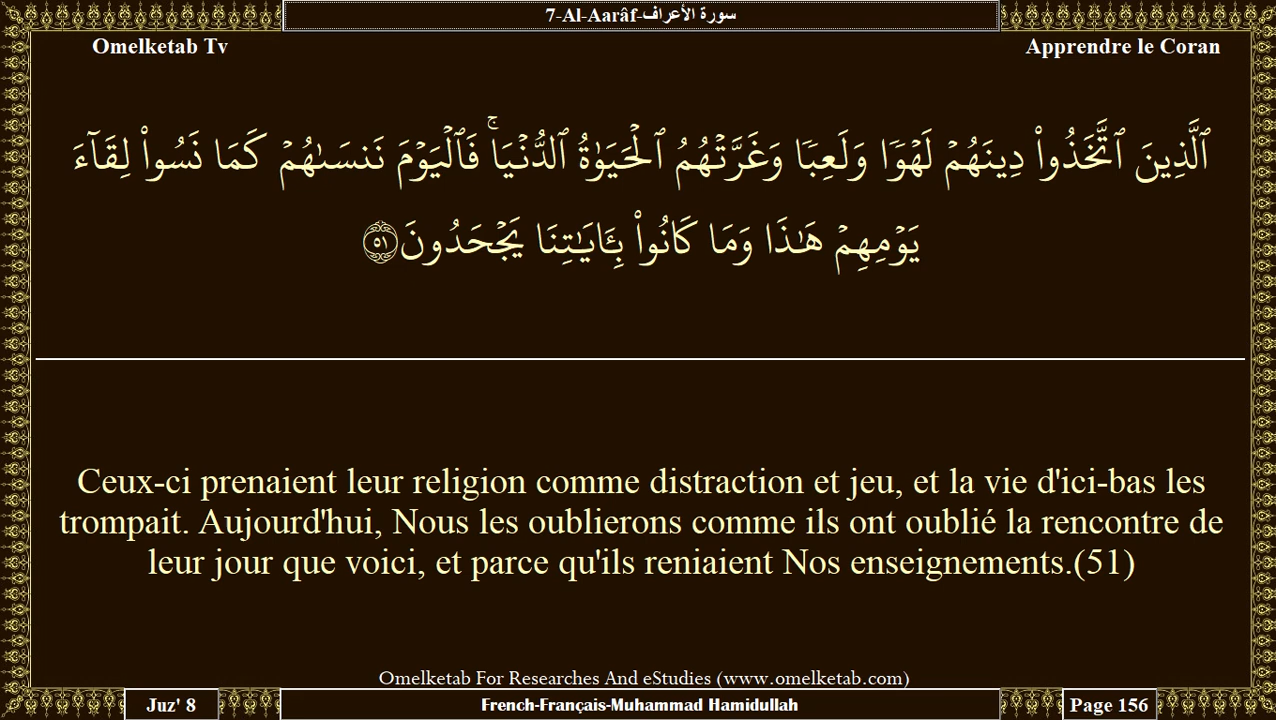 7-Al-Aarâf-سورة الأعراف
Omelketab Tv
Apprendre le Coran
ٱلَّذِينَ ٱتَّخَذُوا۟ دِينَهُمْ لَهْوًۭا وَلَعِبًۭا وَغَرَّتْهُمُ ٱلْحَيَوٰةُ ٱلدُّنْيَا ۚ فَٱلْيَوْمَ نَنسَىٰهُمْ كَمَا نَسُوا۟ لِقَآءَ
يَوْمِهِمْ هَـٰذَا وَمَا كَانُوا۟ بِـَٔايَـٰتِنَا يَجْحَدُونَ ٥١
Ceux-ci prenaient leur religion comme distraction et jeu, et la vie d'ici-bas les
trompait. Aujourd'hui, Nous les oublierons comme ils ont oublié la rencontre de
leur jour que voici, et parce qu'ils reniaient Nos enseignements.(51)
Omelketab For Researches And eStudies (www.omelketab.com)
Juz' 8
French-Français-Muhammad Hamidullah
Page 156